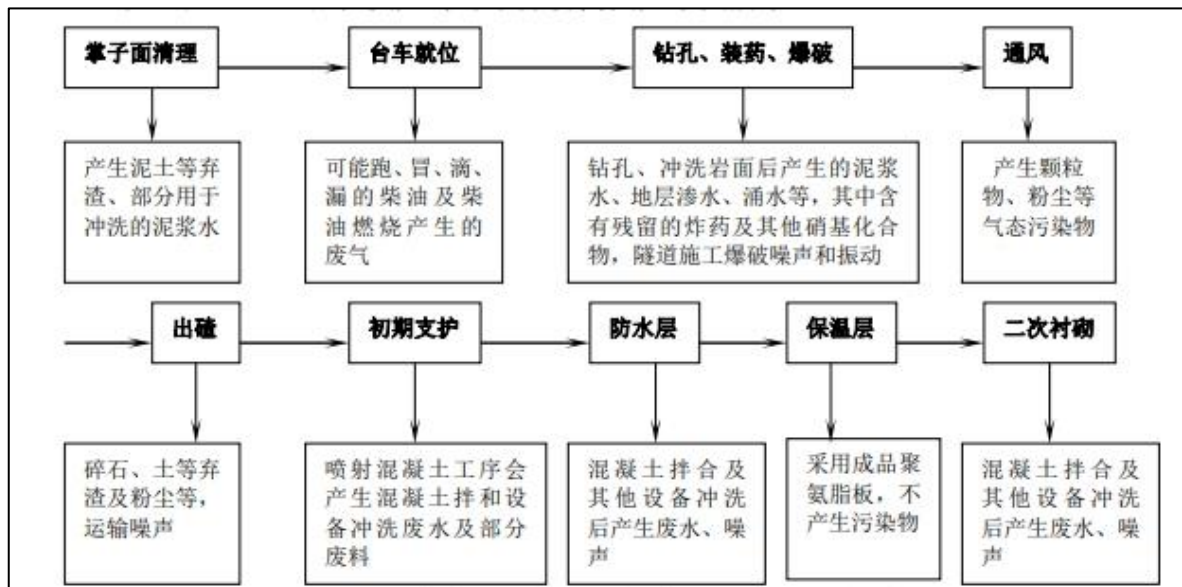 掌子面清理
台车就位
钻孔、装药、爆破
通风
产生泥土等弃
渣、部分用于
冲洗的泥浆水
可能跑、冒、滴、
漏的柴油及柴
油燃烧产生的
废气
钻孔、冲洗岩面后产生的泥浆
水、地层渗水、涌水等，其中含
有残留的炸药及其他硝基化合
物，隧道施工爆破噪声和振动
产生颗粒
物、粉尘等
气态污染物
出碴
初期支护
防水层
保温层
二次衬砌
碎石、土等弃
渣及粉尘等，
运输噪声
喷射混凝土工序会
产生混凝土拌和设
备冲洗废水及部分
废料
混凝土拌合及
其他设备冲洗
后产生废水、噪
声
采用成品聚
氨脂板，不
产生污染物
混凝土拌合及
其他设备冲洗
后产生废水、噪
声